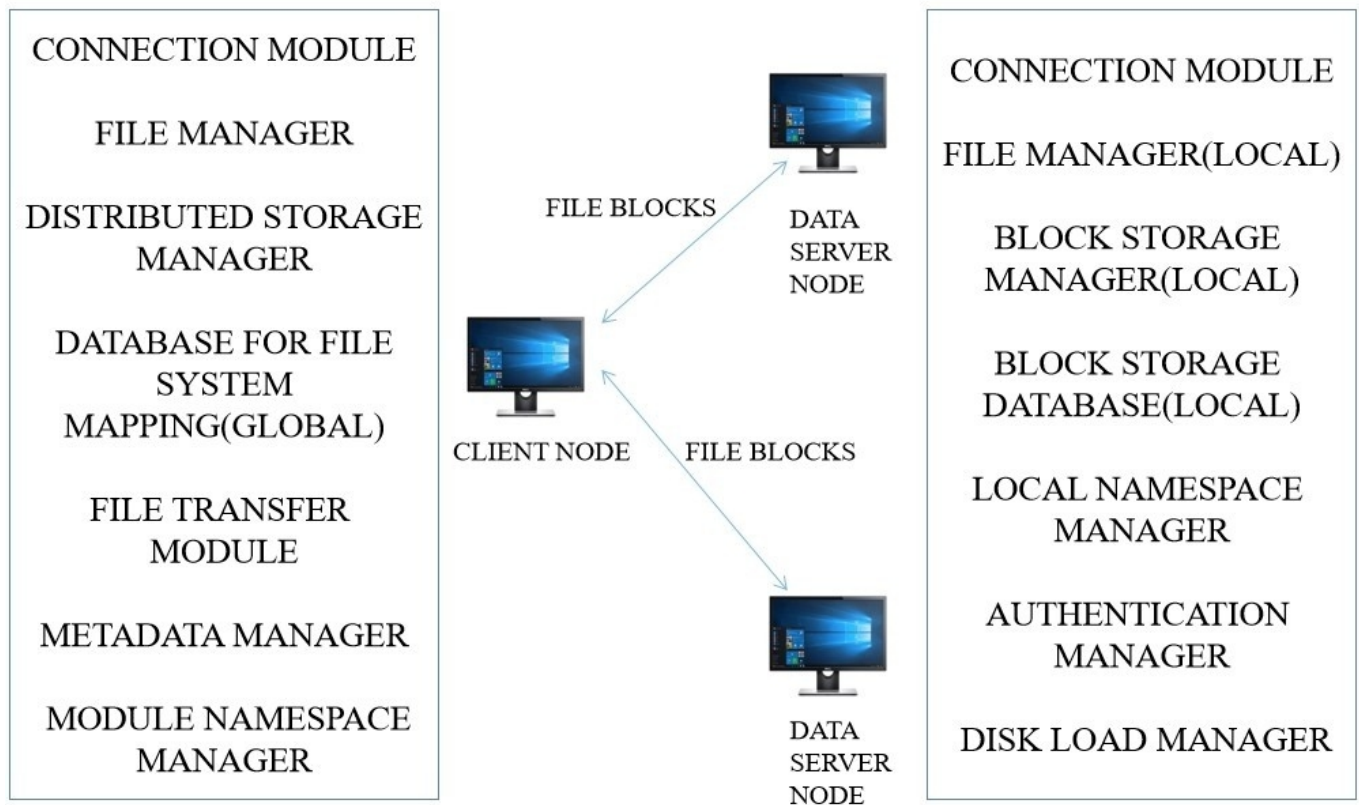 CONNECTION MODULE
FILE MANAGER
DISTRIBUTED STORAGE
MANAGER
DATABASE FOR FILE
SYSTEM
MAPPING(GLOBAL)
FILE TRANSFER
MODULE
METADATA MANAGER
MODULE NAMESPACE
MANAGER
FILE BLOCKS
DATA
SERVER
NODE
CLIENT NODE
FILE BLOCKS
DATA
SERVER
NODE
CONNECTION MODULE
FILE MANAGER(LOCAL)
BLOCK STORAGE
MANAGER(LOCAL)
BLOCK STORAGE
DATABASE(LOCAL)
LOCAL NAMESPACE
MANAGER
AUTHENTICATION
MANAGER
DISK LOAD MANAGER